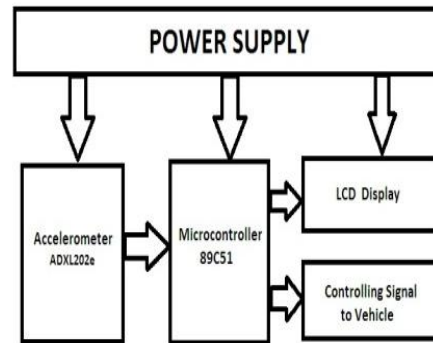 POWER SUPPLY
Accelerometer
ADXL202e
Microcontroller
89C51
LCD Display
Controlling Signal
to Vehicle